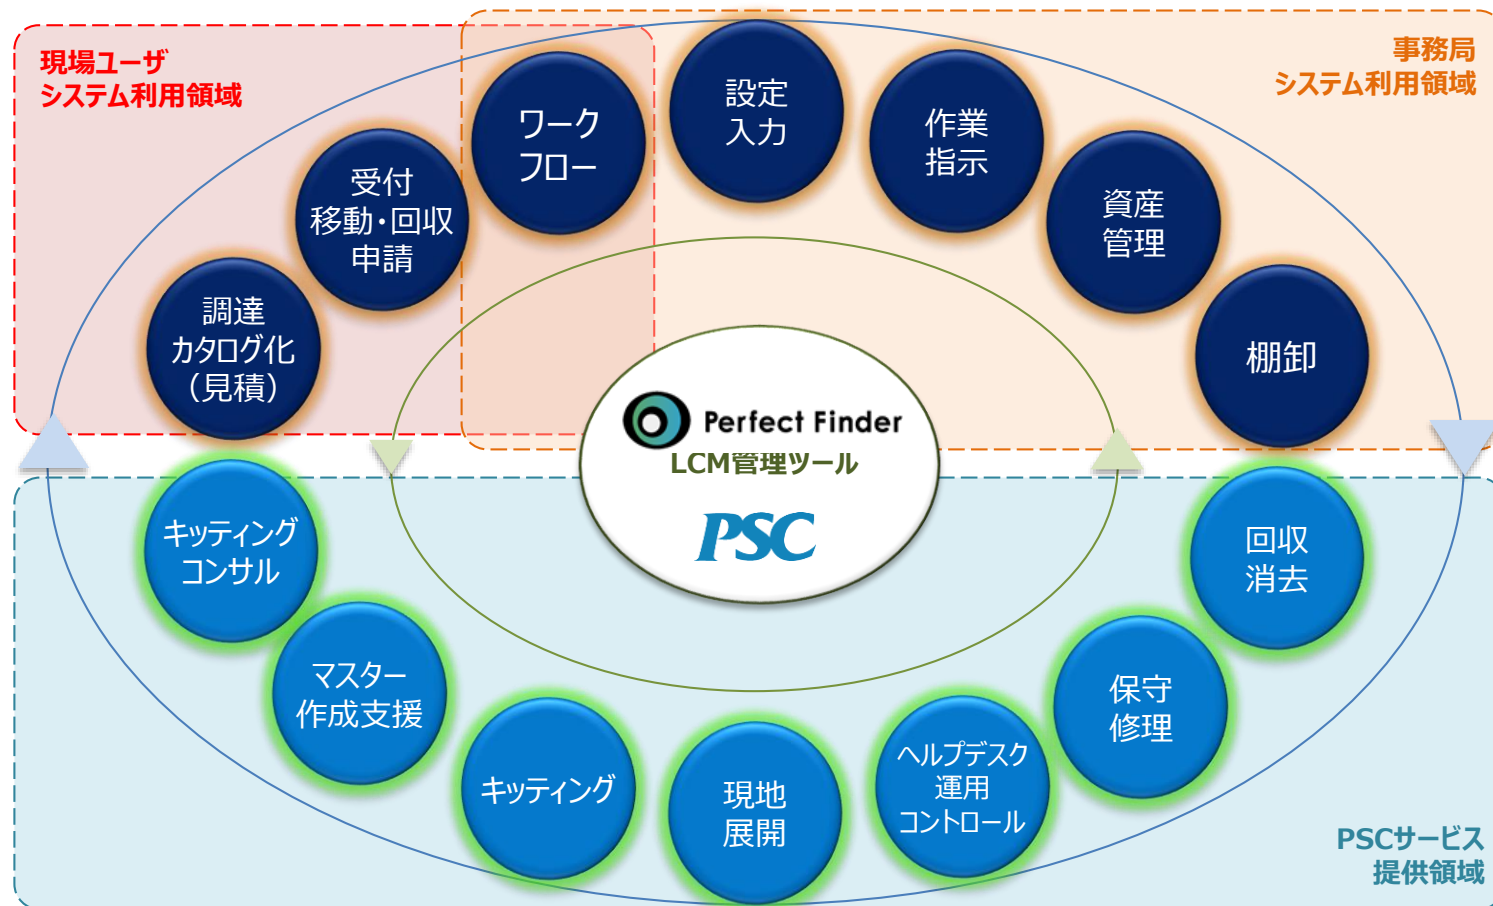 現場ユーザ
システム利用領域
事務局
システム利用領域
ワーク
フロー
設定
入力
作業
指示
受付
移動・回収
申請
資産
管理
調達
カタログ化
（見積）
棚卸
Perfect Finder
LCM管理ツール
PSC
キッティング
コンサル
回収
消去
マスター
作成支援
保守
修理
キッティング
現地
展開
ヘルプデスク
運用
コントロール
PSCサービス
提供領域